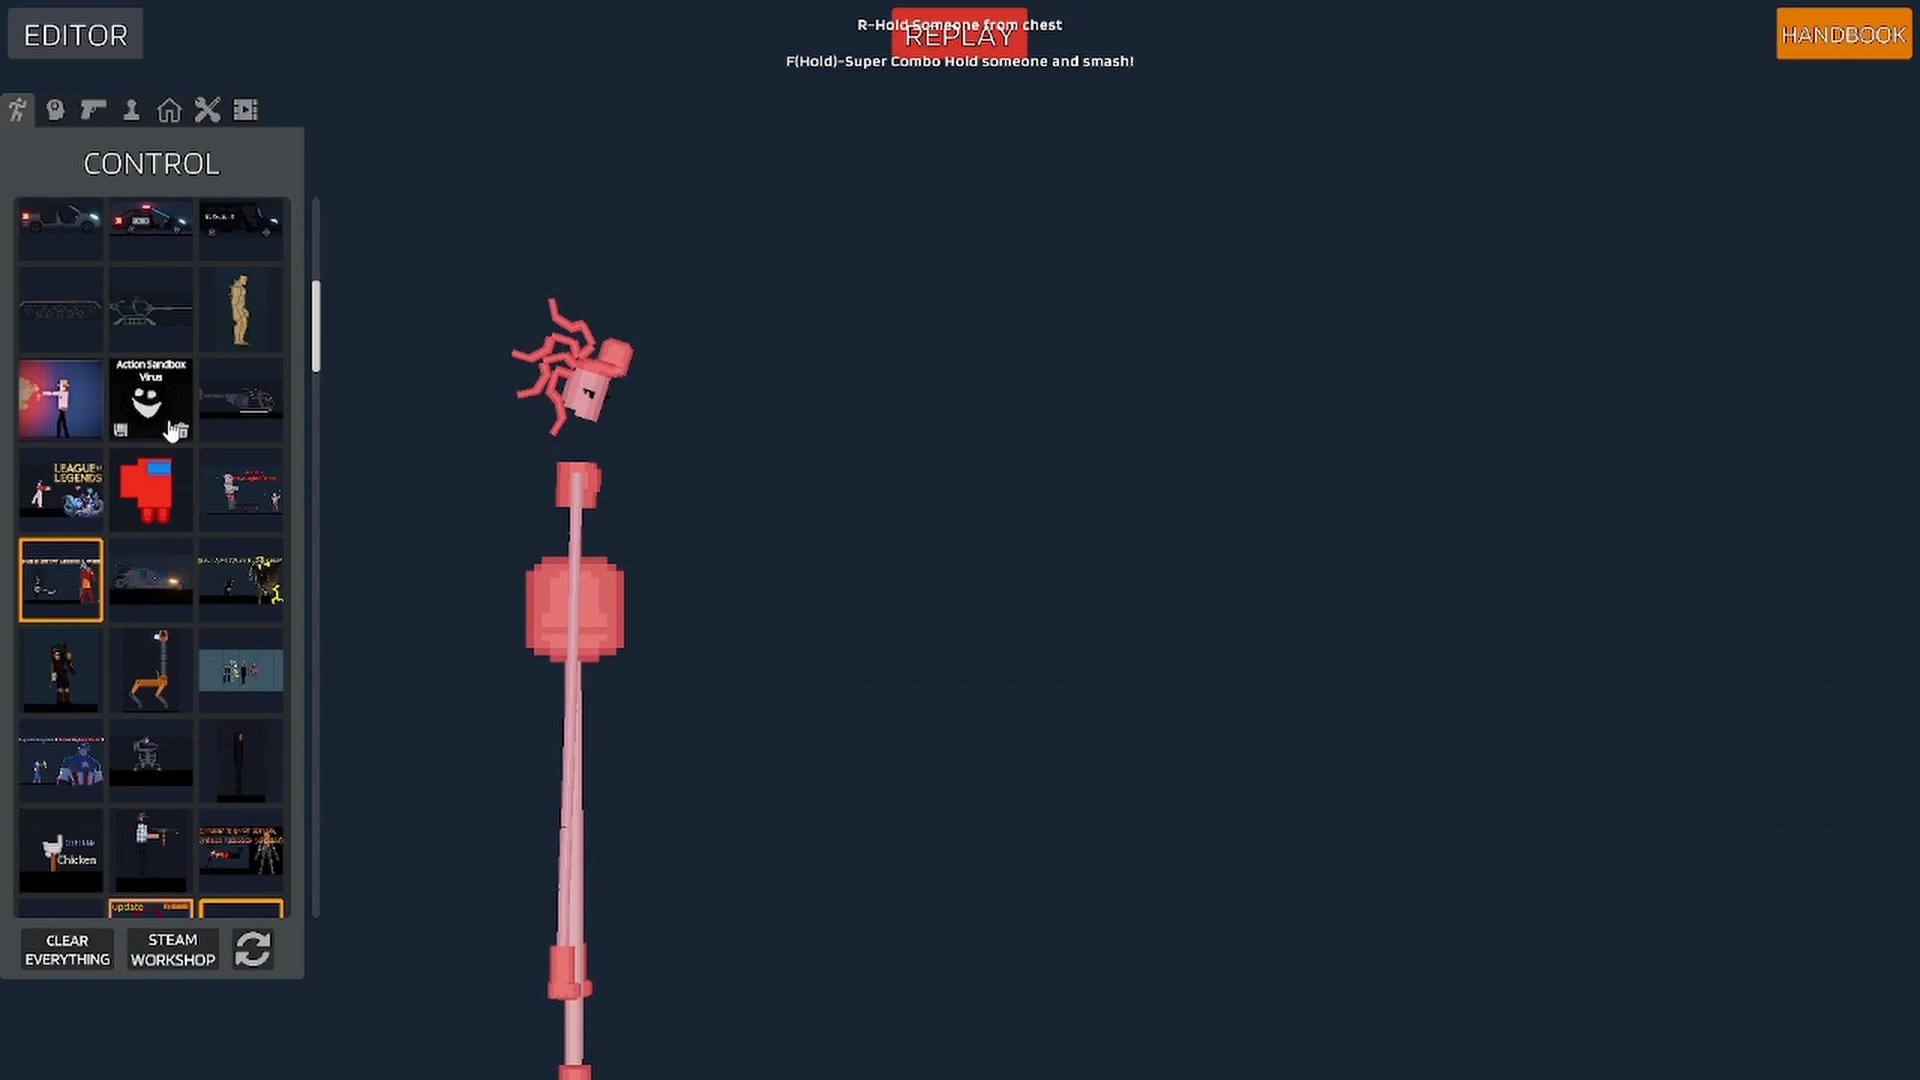 EDITOR
R-Hold Someone from chest
REPLAY
F(Hold)-Super Combo Hold someone and smash!
HANDBOOK
CONTROL
Action Sandbox
Virus
LEAGUE
LEGENDS
Chicken
update
CLEAR
EVERYTHING
STEAM
WORKSHOP